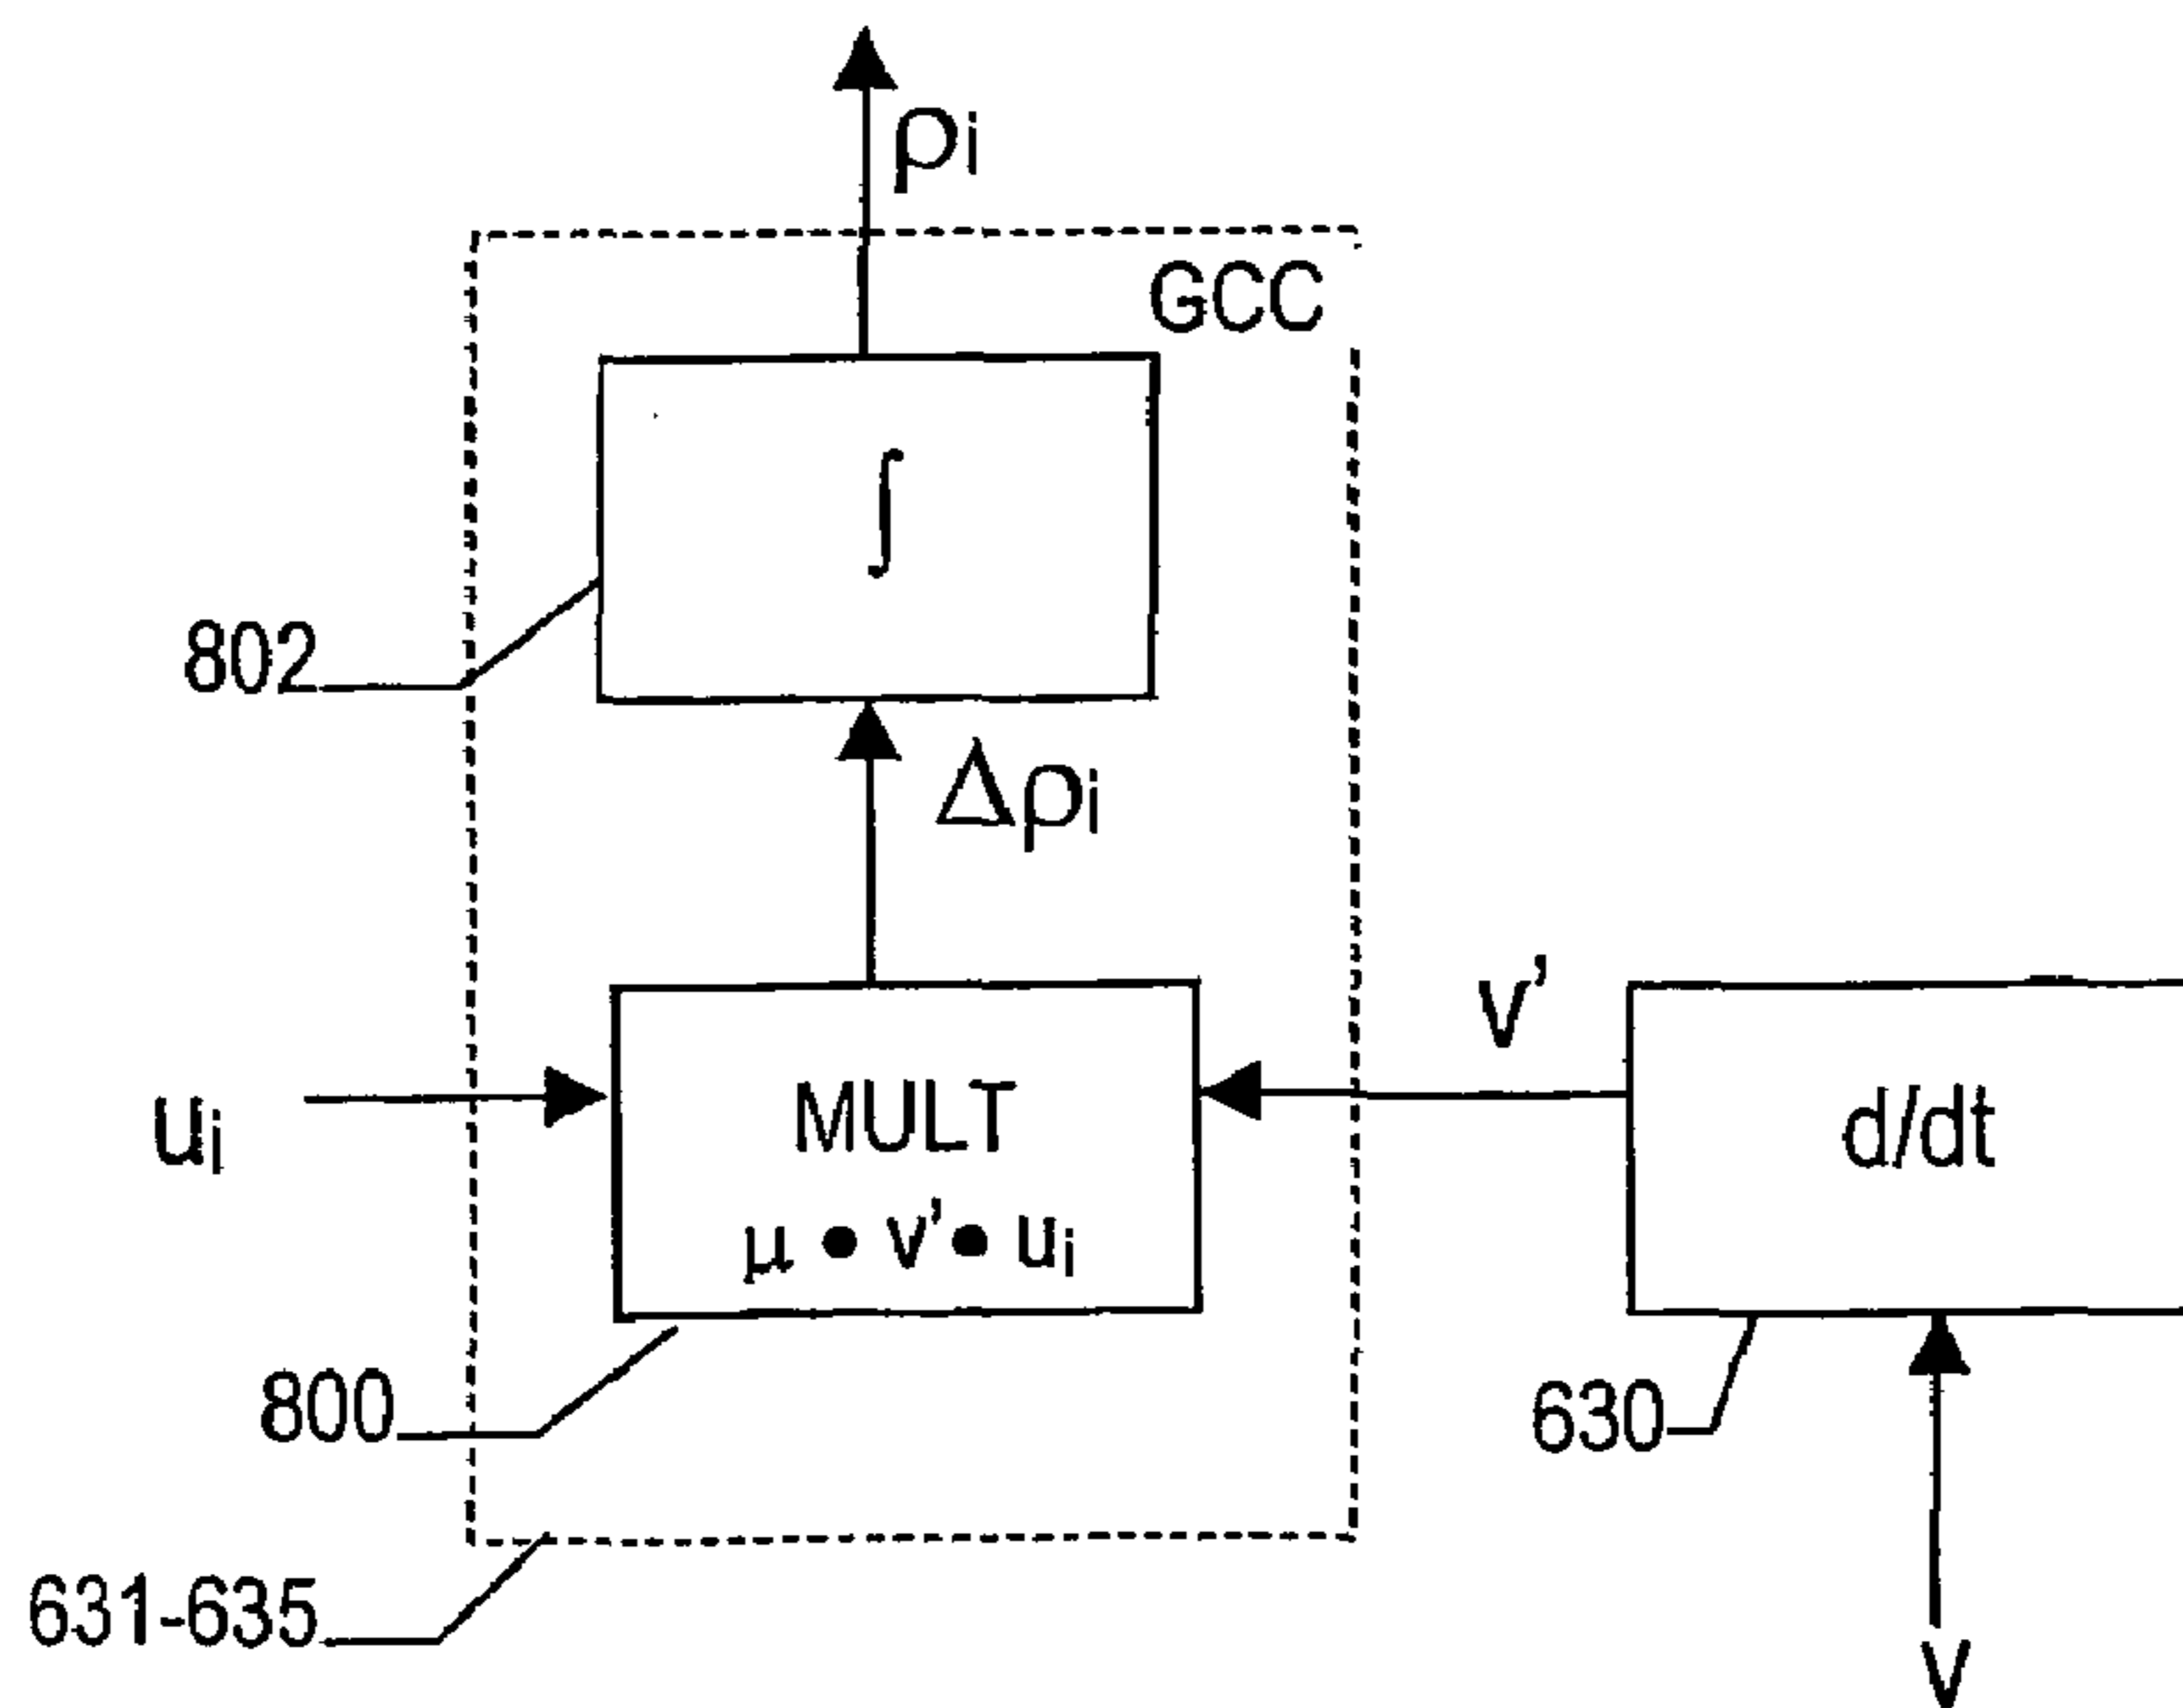 ρi
GCC
∫
802
Δρi
v'
ui
MULT
d/dt
μ • v' • ui
800
630
631-635
v